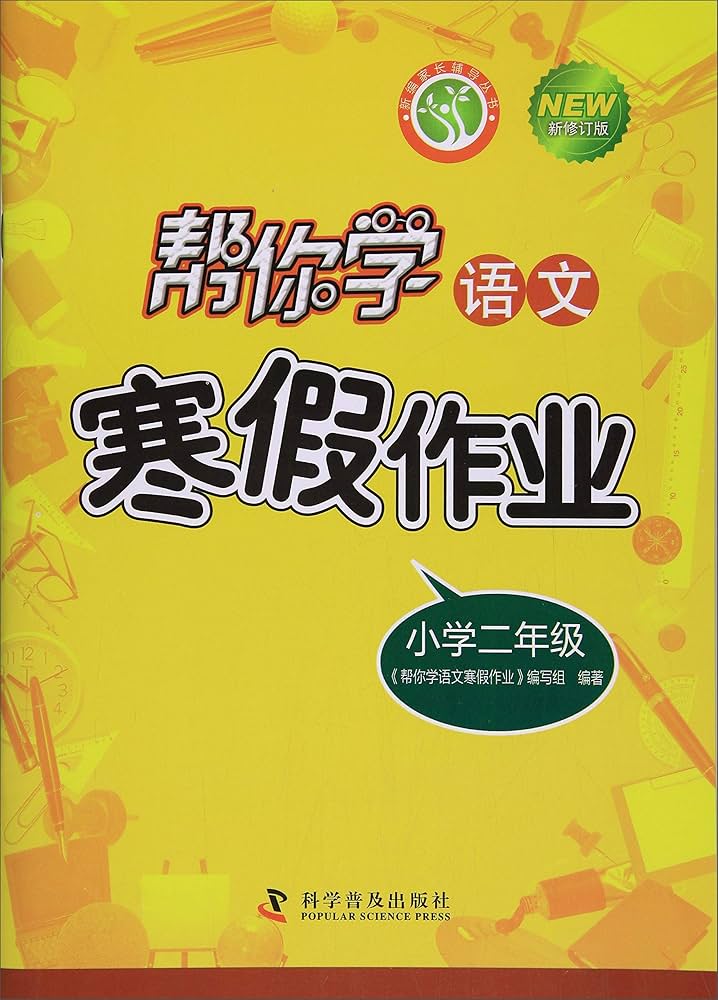 新编家长辅导丛书
NEW
新修订版
帮你学 语文
寒假作业
小学二年级
《帮你学语文寒假作业》编写组 编著
科学普及出版社
POPULAR SCIENCE PRESS